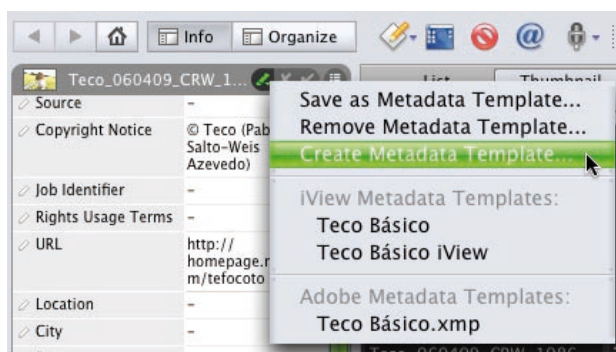 Info
Organize
Teco_060409_CRW_1...
List
Thumbnail
Source
–
Copyright Notice
© Teco (Pab
Salto-Weis
Azevedo)
Job Identifier
–
Rights Usage Terms
–
URL
http://
homepage.
m/tefocoto
Location
–
City
–
Save as Metadata Template...
Remove Metadata Template...
Create Metadata Template...
iView Metadata Templates:
Teco Básico
Teco Básico iView
Adobe Metadata Templates:
Teco Básico.xmp